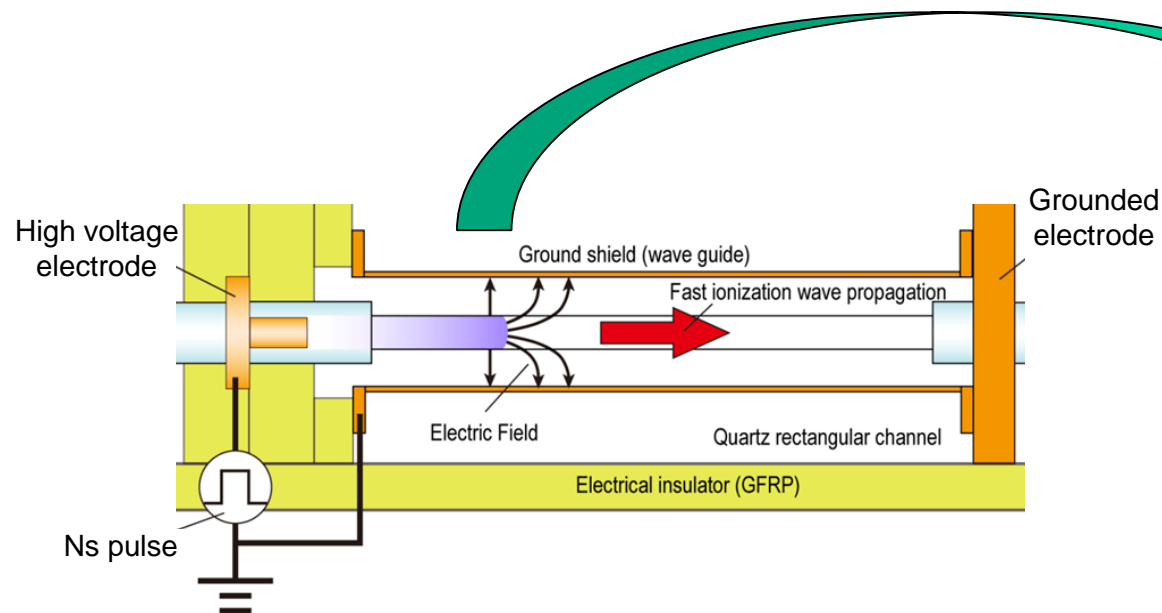 High voltage
electrode
Grounded
electrode
Ground shield (wave guide)
Fast ionization wave propagation
Electric Field
Quartz rectangular channel
Electrical insulator (GFRP)
Ns pulse